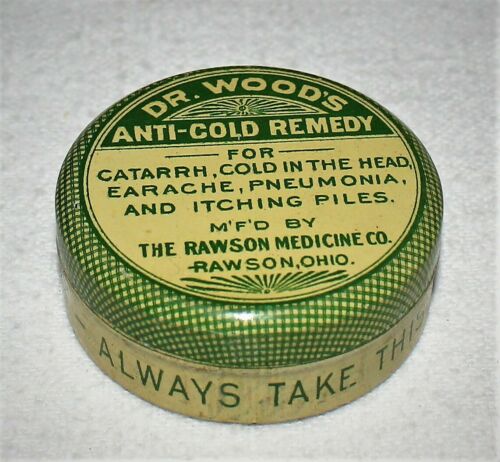 DR. WOOD'S
ANTI-COLD REMEDY
FOR
CATARRH, COLD IN THE HEAD,
EARACHE, PNEUMONIA,
AND ITCHING PILES.
M'F'D BY
THE RAWSON MEDICINE CO.
RAWSON, OHIO.
— ALWAYS TAKE THIS